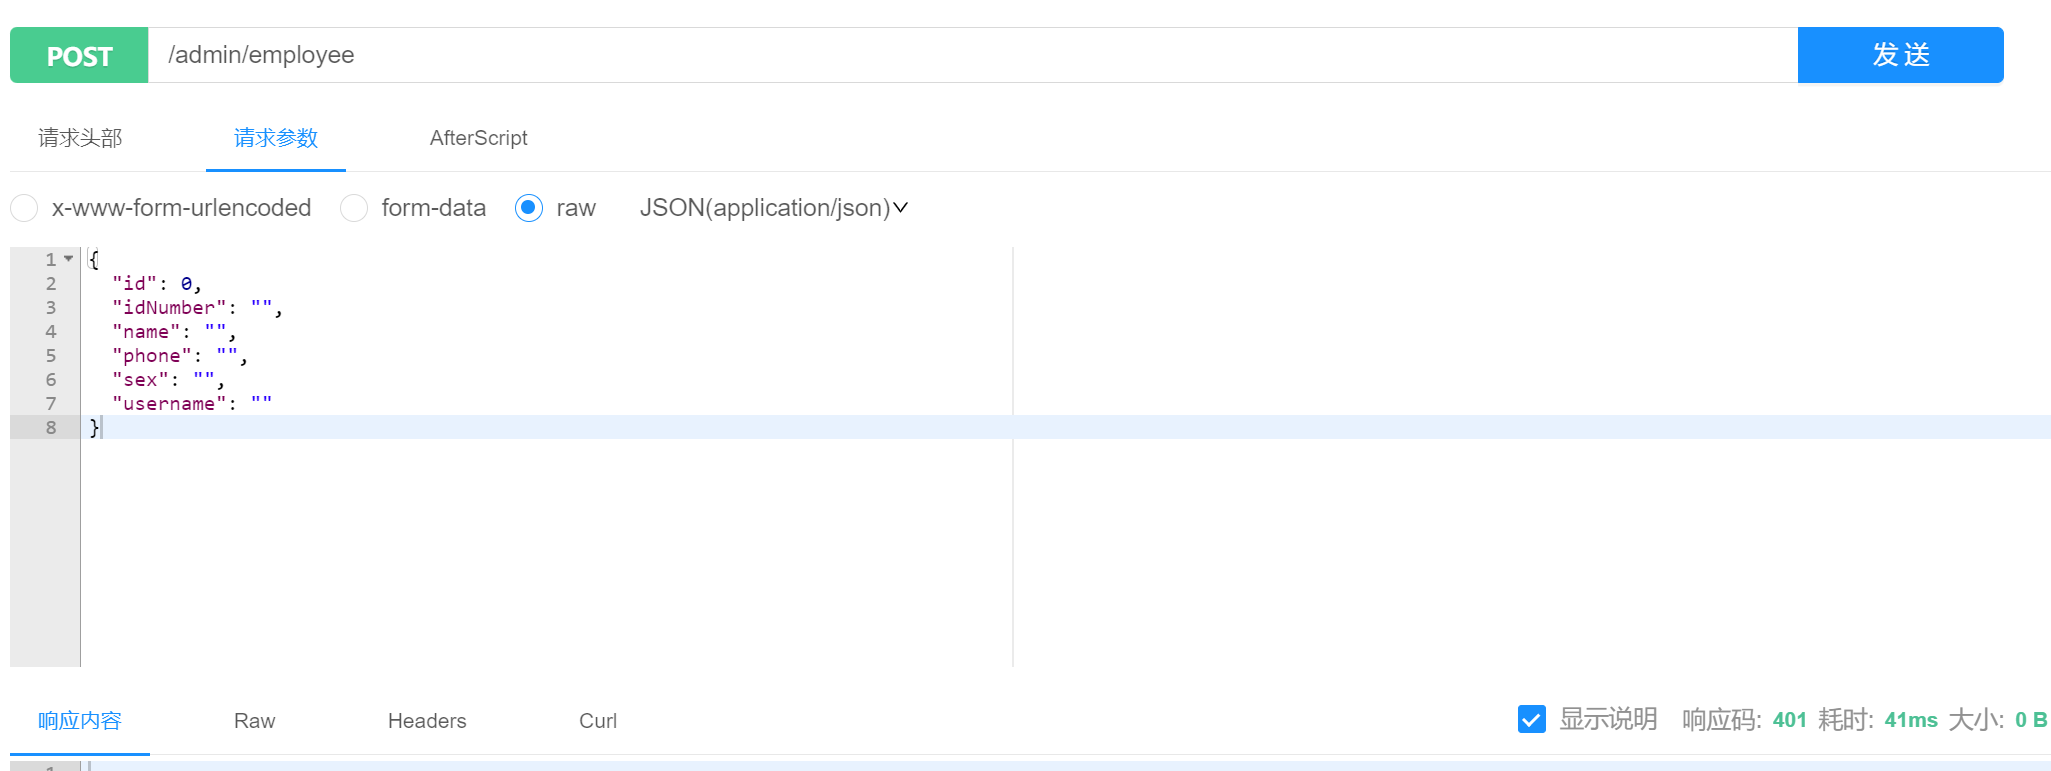 POST /admin/employee 发送
请求头部 请求参数 AfterScript
x-www-form-urlencoded form-data raw JSON(application/json)
1 {
2 "id": 0,
3 "idNumber": "",
4 "name": "",
5 "phone": "",
6 "sex": "",
7 "username": ""
8 }
响应内容 Raw Headers Curl 显示说明 响应码: 401 耗时: 41ms 大小: 0 B
1